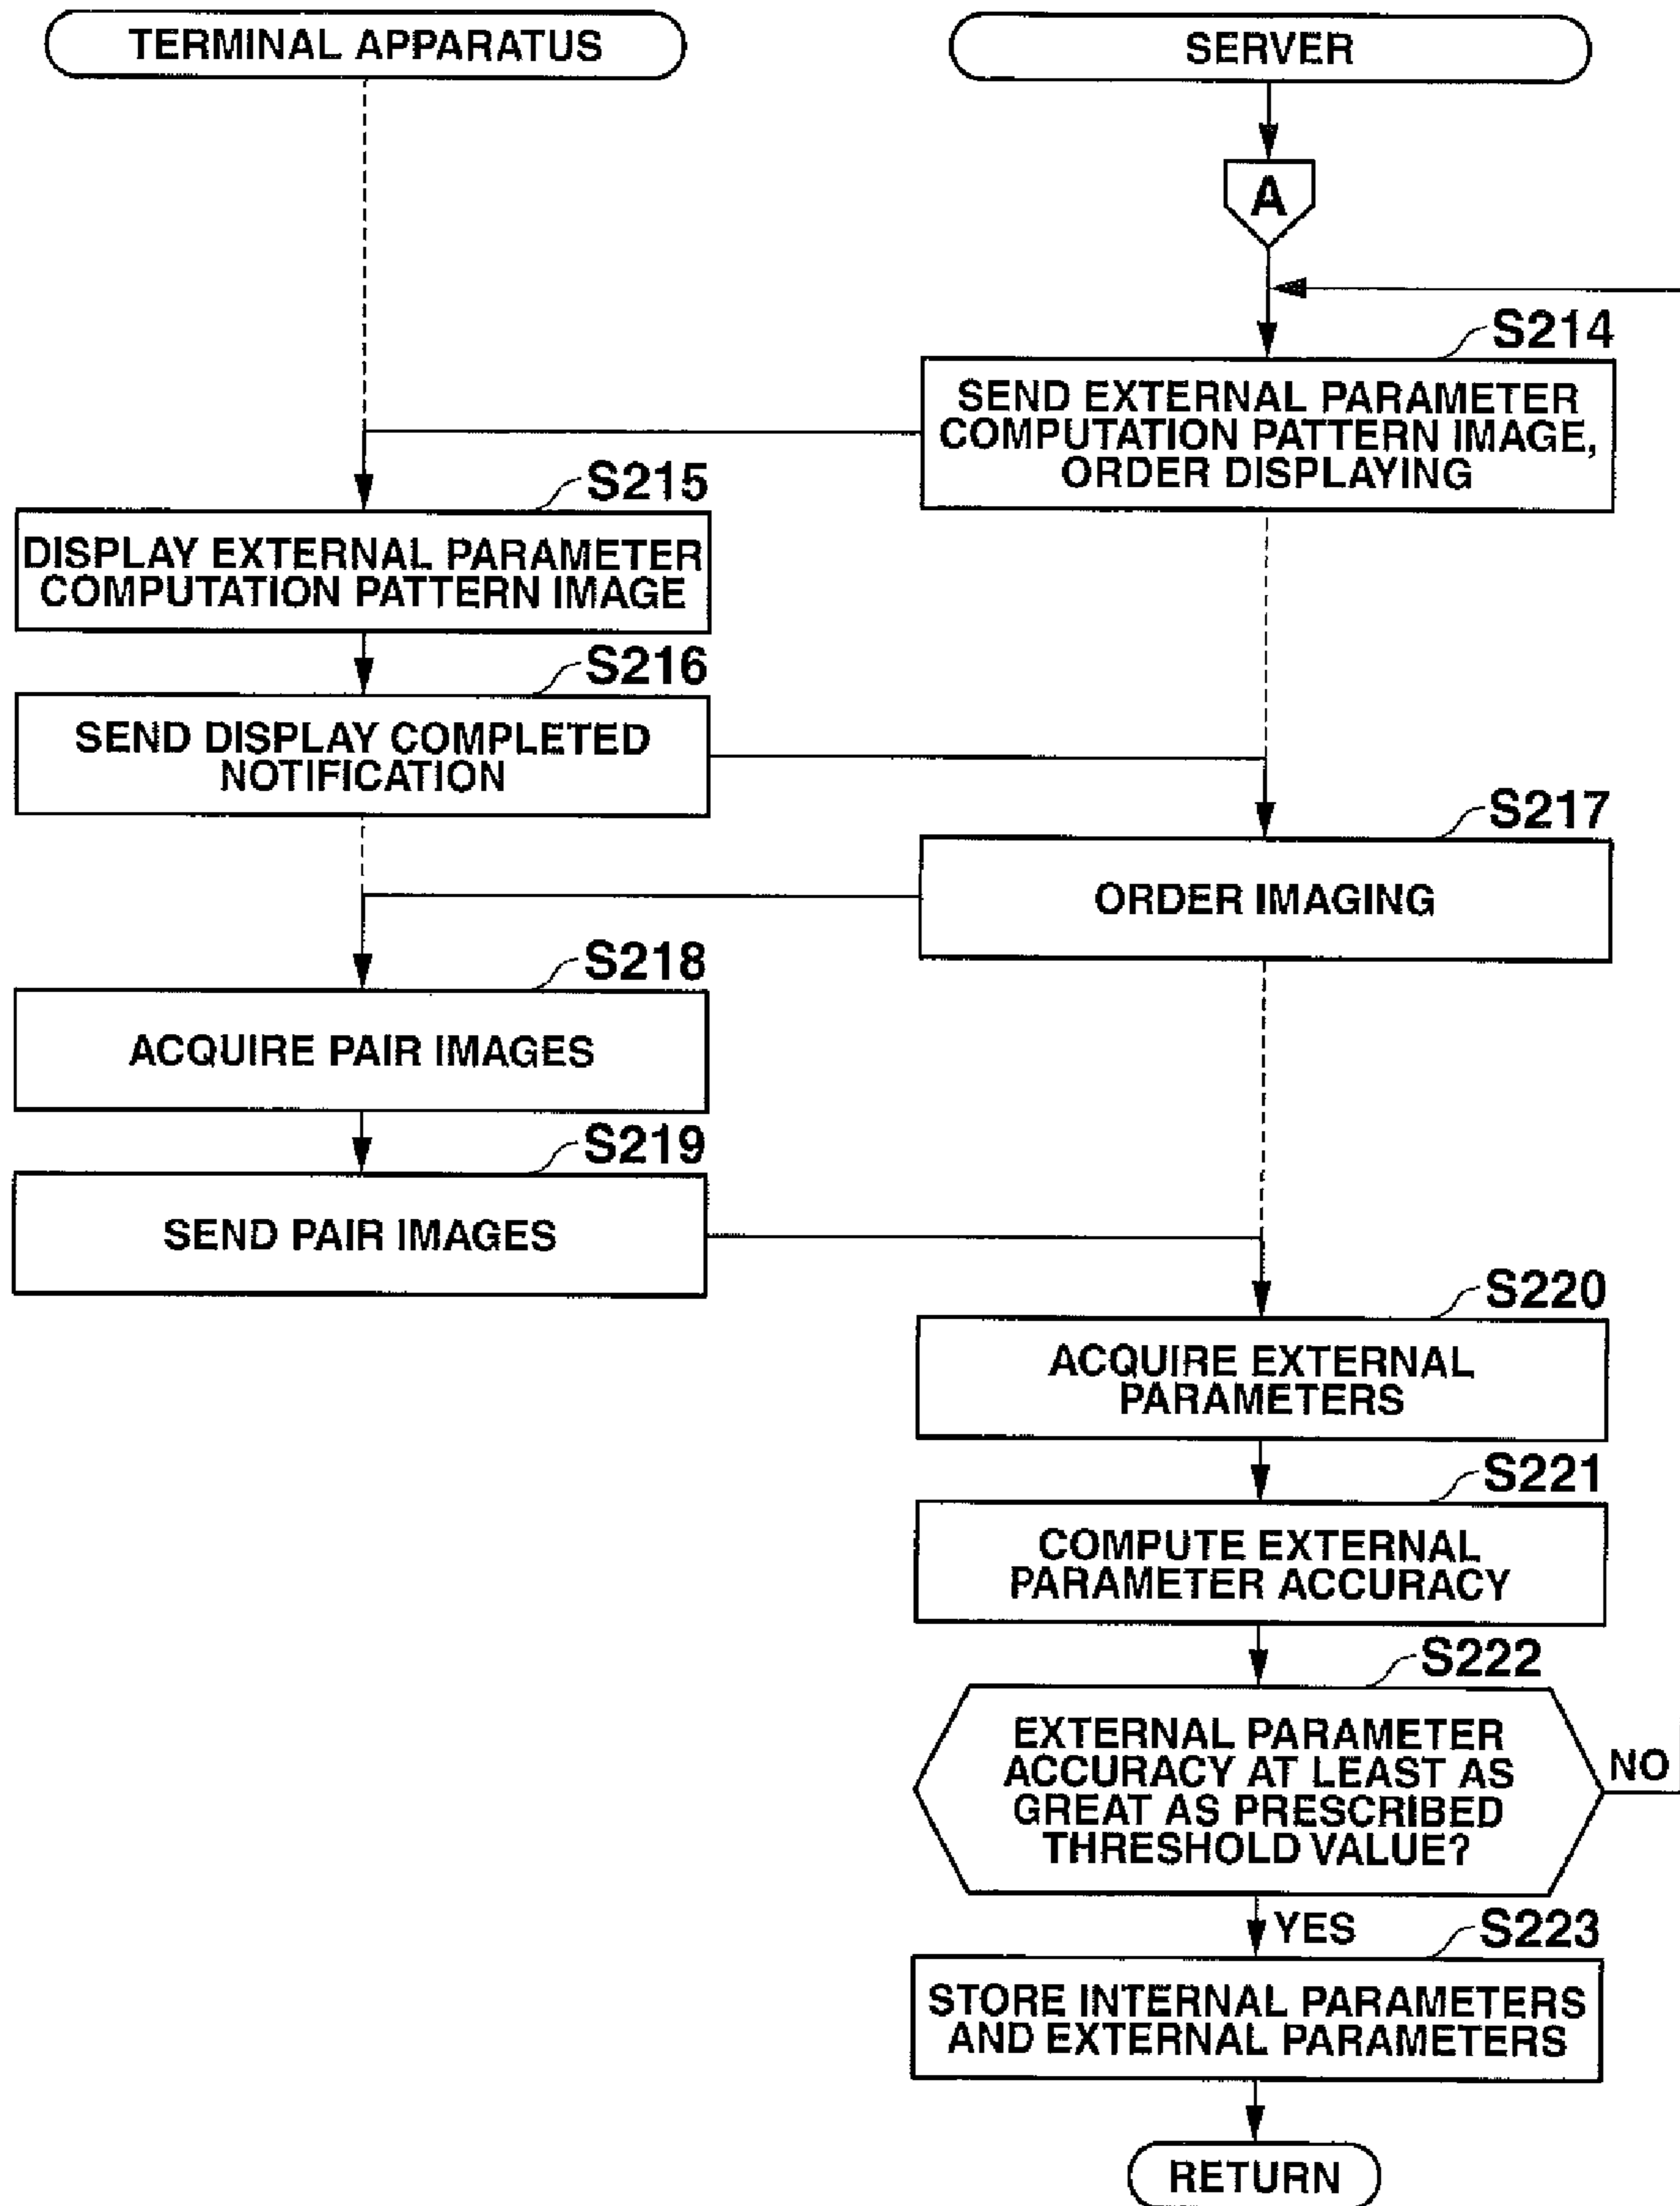 TERMINAL APPARATUS
SERVER
A
S214
SEND EXTERNAL PARAMETER
COMPUTATION PATTERN IMAGE,
ORDER DISPLAYING
S215
DISPLAY EXTERNAL PARAMETER
COMPUTATION PATTERN IMAGE
S216
SEND DISPLAY COMPLETED
NOTIFICATION
S217
ORDER IMAGING
S218
ACQUIRE PAIR IMAGES
S219
SEND PAIR IMAGES
S220
ACQUIRE EXTERNAL
PARAMETERS
S221
COMPUTE EXTERNAL
PARAMETER ACCURACY
S222
EXTERNAL PARAMETER
ACCURACY AT LEAST AS
GREAT AS PRESCRIBED
THRESHOLD VALUE?
NO
YES
S223
STORE INTERNAL PARAMETERS
AND EXTERNAL PARAMETERS
RETURN